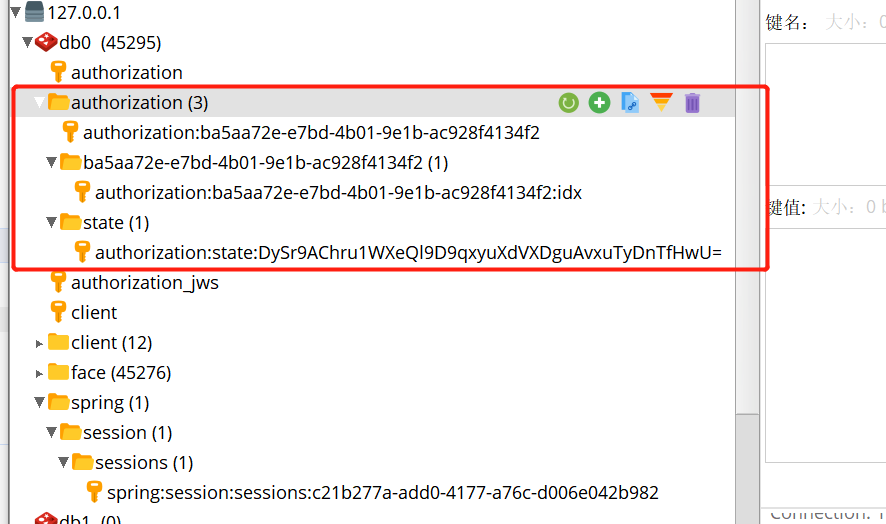 127.0.0.1
键名： 大小：0
db0 (45295)
authorization
authorization (3)
authorization:ba5aa72e-e7bd-4b01-9e1b-ac928f4134f2
ba5aa72e-e7bd-4b01-9e1b-ac928f4134f2 (1)
authorization:ba5aa72e-e7bd-4b01-9e1b-ac928f4134f2:idx
键值: 大小：0 b
state (1)
authorization:state:DySr9AChru1WXeQl9D9qxyuXdVXDguAvxuTyDnTfHwU=
authorization_jws
client
client (12)
face (45276)
spring (1)
session (1)
sessions (1)
spring:session:sessions:c21b277a-add0-4177-a76c-d006e042b982
db1 (0)
Connection: